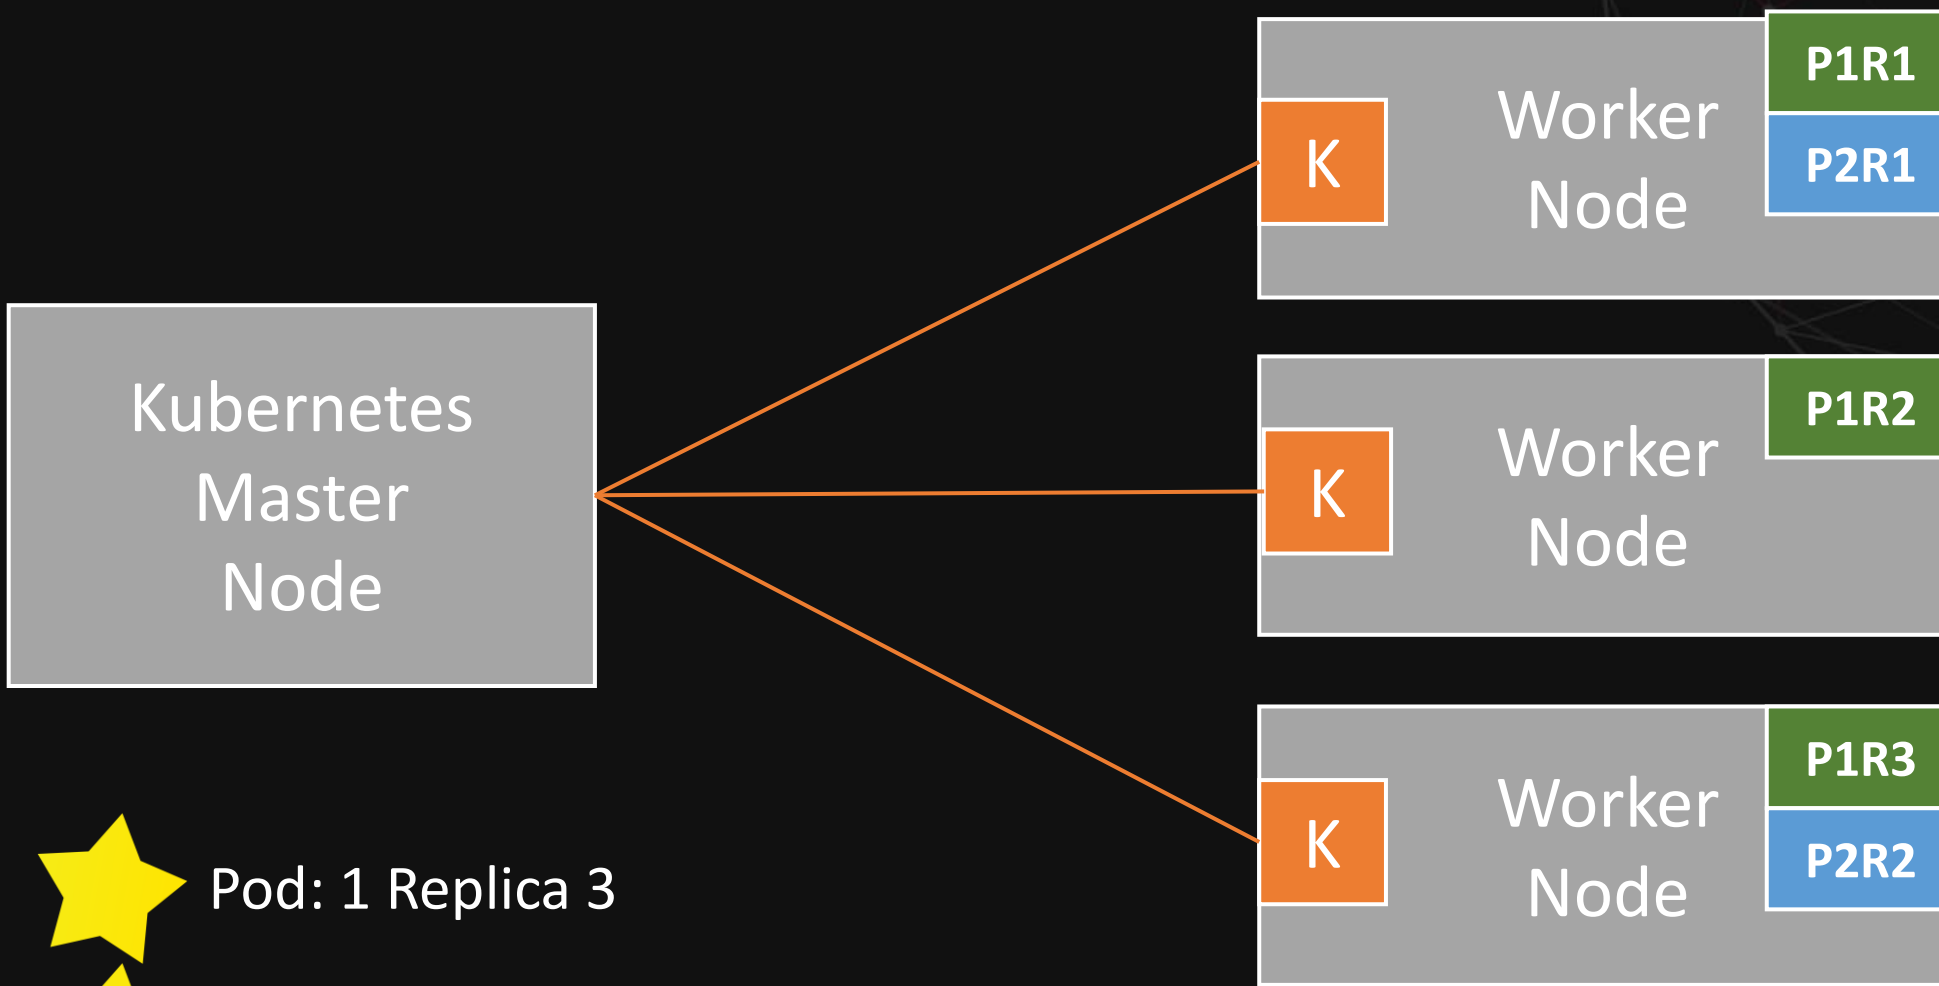 Kubernetes
Master
Node
K
Worker
Node
P1R1
P2R1
K
Worker
Node
P1R2
K
Worker
Node
P1R3
P2R2
Pod: 1 Replica 3